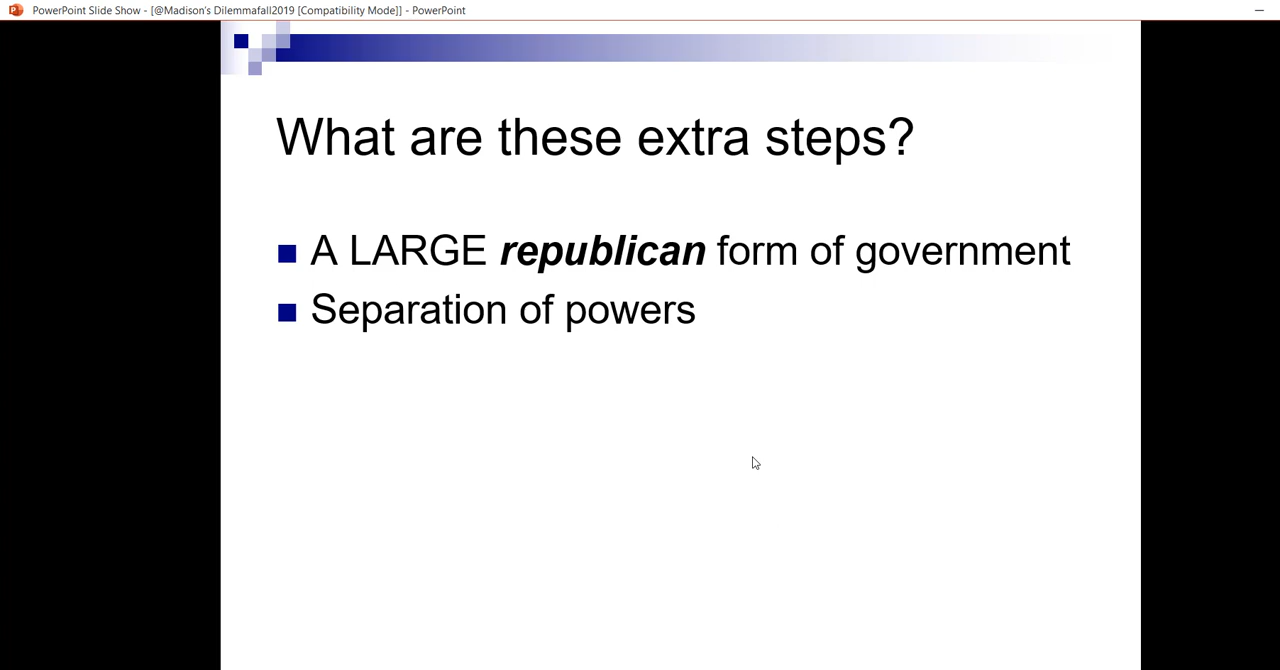 PowerPoint Slide Show - [@Madison's Dilemmafall2019 [Compatibility Mode]] - PowerPoint
What are these extra steps?
A LARGE republican form of government
Separation of powers